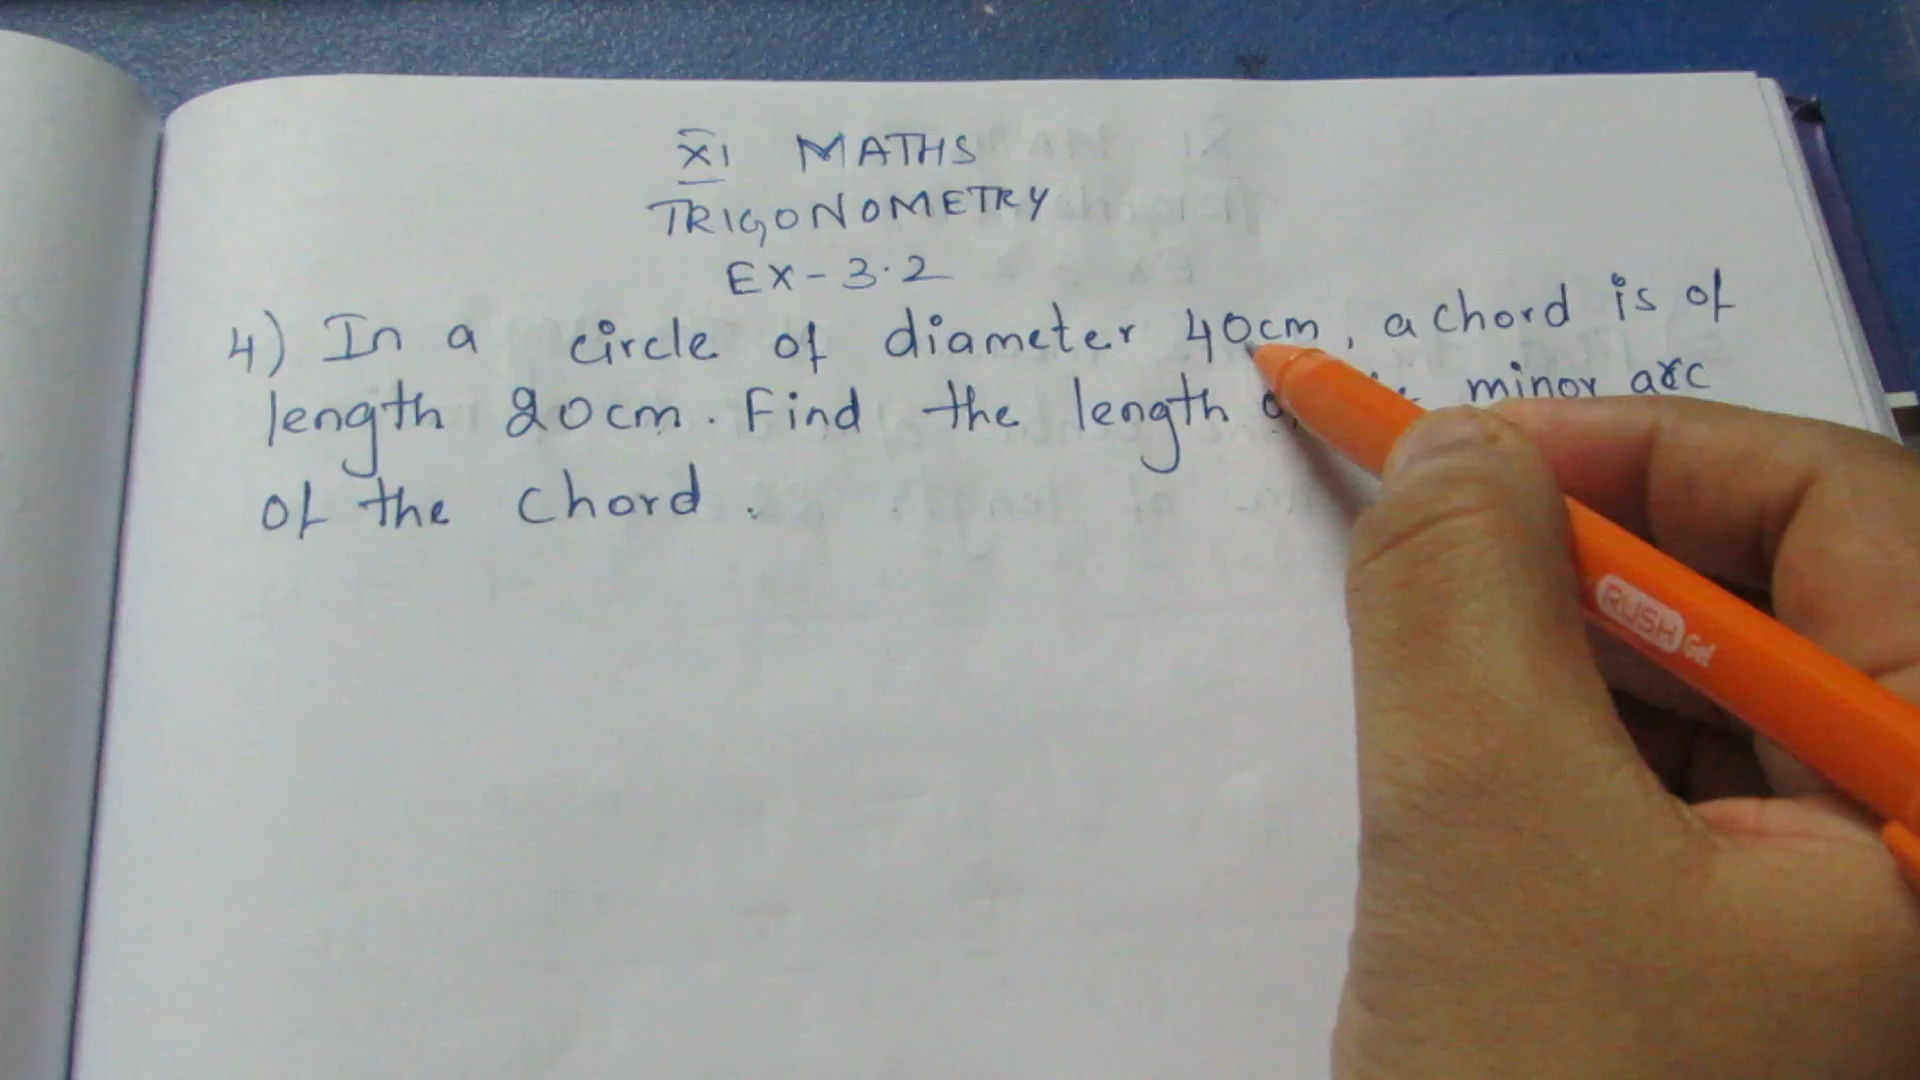 XI MATHS
TRIGONOMETRY
EX-3.2
4) In a circle of diameter 40cm, a chord is of
length 20cm. Find the length minor arc
of the chord.
RUSH Gel